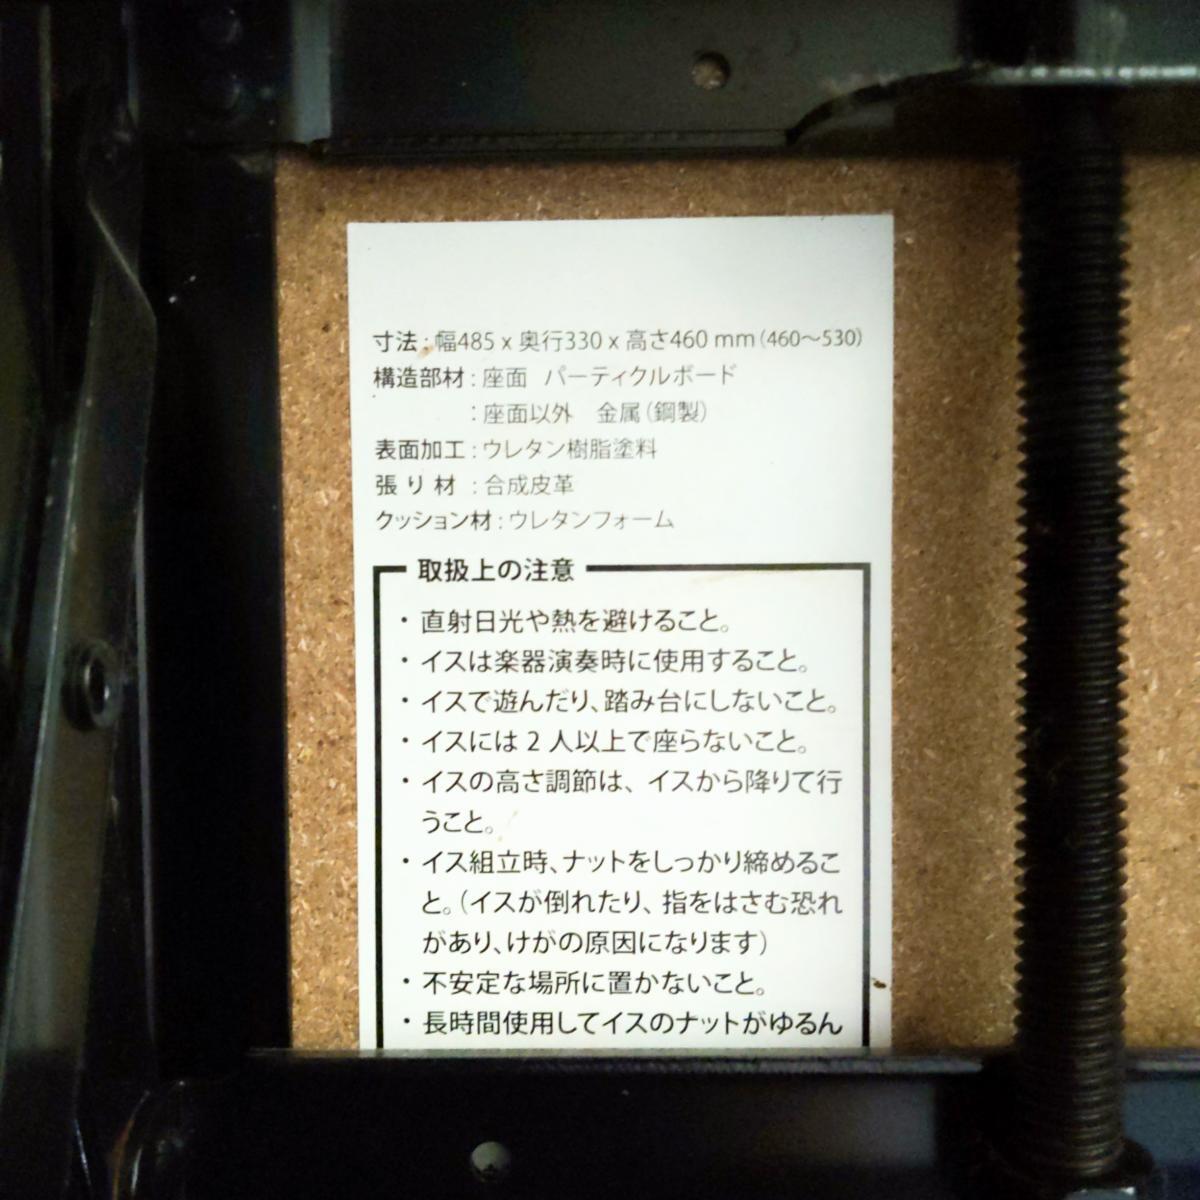 寸法：幅485 x 奥行330 x 高さ460 mm（460〜530）
構造部材：座面　パーティクルボード
：座面以外　金属（鋼製）
表面加工：ウレタン樹脂塗料
張り材：合成皮革
クッション材：ウレタンフォーム
取扱上の注意
・直射日光や熱を避けること。
・イスは楽器演奏時に使用すること。
・イスで遊んだり、踏み台にしないこと。
・イスには2人以上で座らないこと。
・イスの高さ調節は、イスから降りて行
うこと。
・イス組立時、ナットをしっかり締めるこ
と。（イスが倒れたり、指をはさむ恐れ
があり、けがの原因になります）
・不安定な場所に置かないこと。
・長時間使用してイスのナットがゆるん